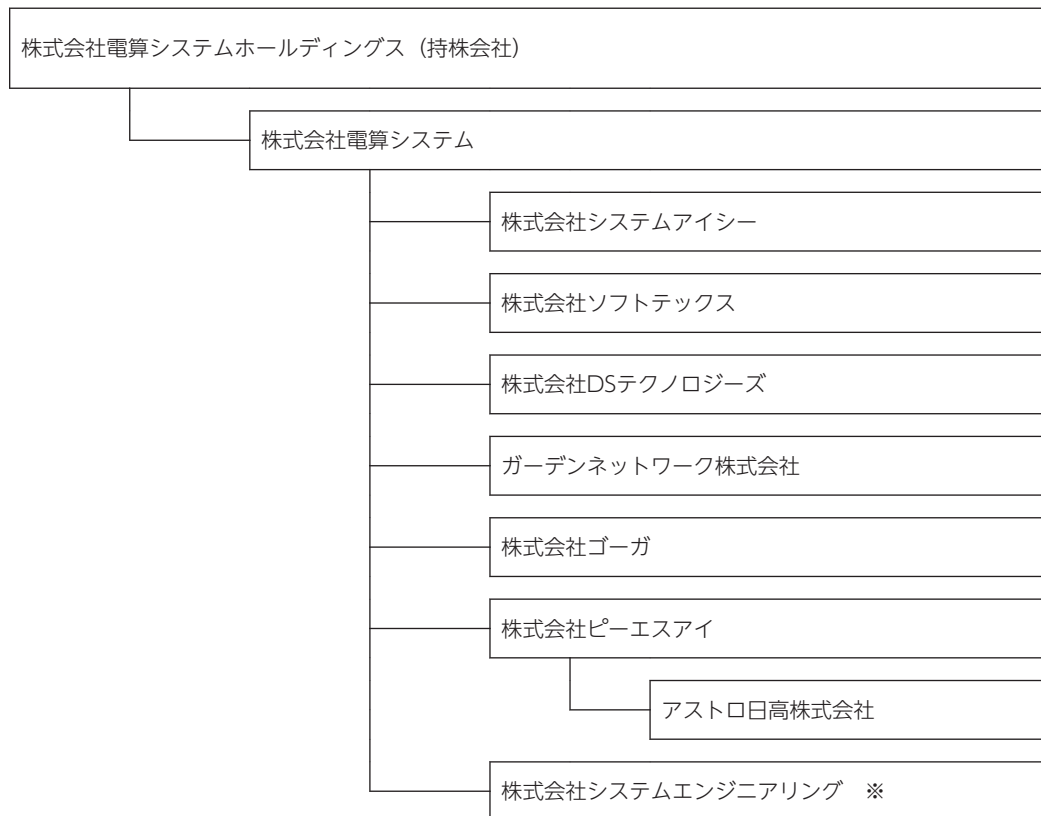 株式会社電算システムホールディングス（持株会社）
株式会社電算システム
株式会社システムアイシー
株式会社ソフトテックス
株式会社DSテクノロジーズ
ガーデンネットワーク株式会社
株式会社ゴーガ
株式会社ピーエスアイ
アストロ日高株式会社
株式会社システムエンジニアリング　※